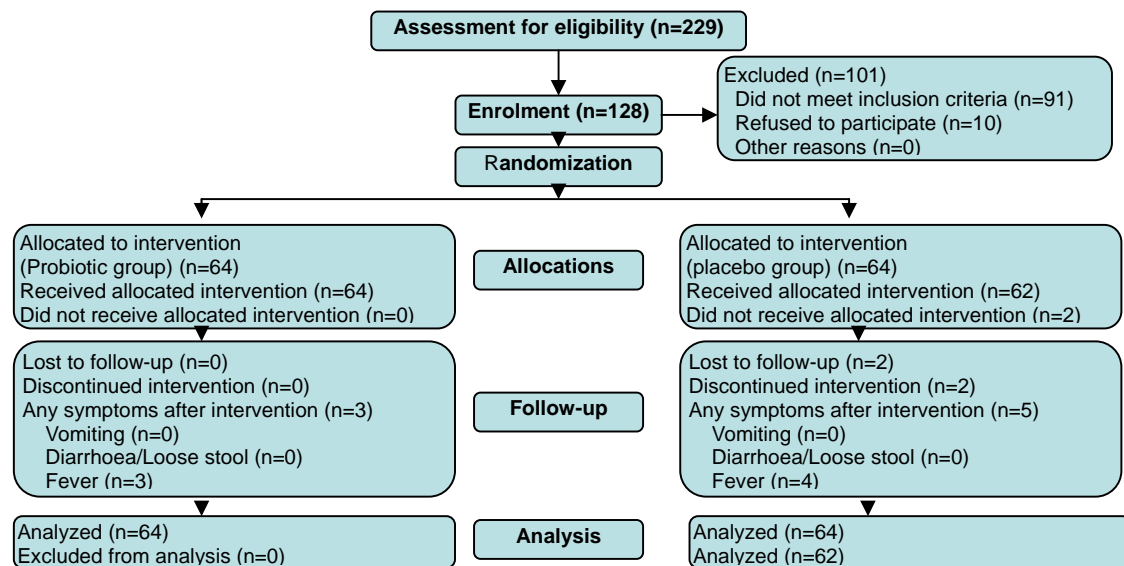 Assessment for eligibility (n=229)
Excluded (n=101)
Did not meet inclusion criteria (n=91)
Refused to participate (n=10)
Other reasons (n=0)
Enrolment (n=128)
Randomization
Allocated to intervention
(Probiotic group) (n=64)
Received allocated intervention (n=64)
Did not receive allocated intervention (n=0)
Allocations
Allocated to intervention
(placebo group) (n=64)
Received allocated intervention (n=62)
Did not receive allocated intervention (n=2)
Lost to follow-up (n=0)
Discontinued intervention (n=0)
Any symptoms after intervention (n=3)
Vomiting (n=0)
Diarrhoea/Loose stool (n=0)
Fever (n=3)
Follow-up
Lost to follow-up (n=2)
Discontinued intervention (n=2)
Any symptoms after intervention (n=5)
Vomiting (n=0)
Diarrhoea/Loose stool (n=0)
Fever (n=4)
Analyzed (n=64)
Excluded from analysis (n=0)
Analysis
Analyzed (n=64)
Analyzed (n=62)